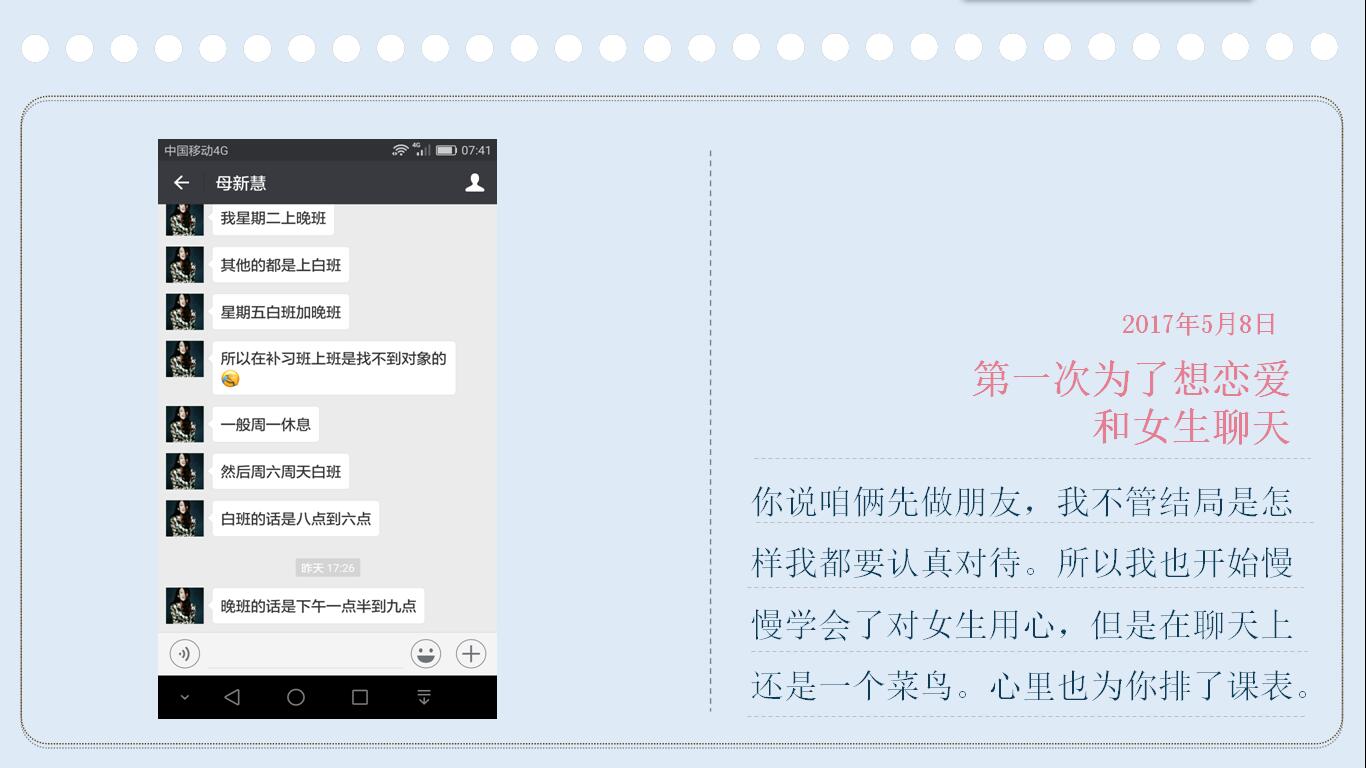 中国移动4G
4G
07:41
母新慧
我星期二上晚班
其他的都是上白班
星期五白班加晚班
所以在补习班上班是找不到对象的
一般周一休息
然后周六周天白班
白班的话是八点到六点
昨天 17:26
晚班的话是下午一点半到九点
2017年5月8日
第一次为了想恋爱
和女生聊天
你说咱俩先做朋友，我不管结局是怎
样我都要认真对待。所以我也开始慢
慢学会了对女生用心，但是在聊天上
还是一个菜鸟。心里也为你排了课表。